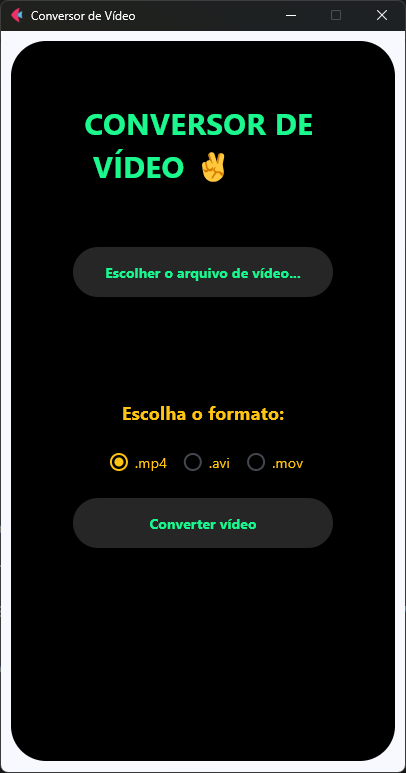 Conversor de Vídeo
CONVERSOR DE
VÍDEO ✌
Escolher o arquivo de vídeo...
Escolha o formato:
.mp4 .avi .mov
Converter vídeo